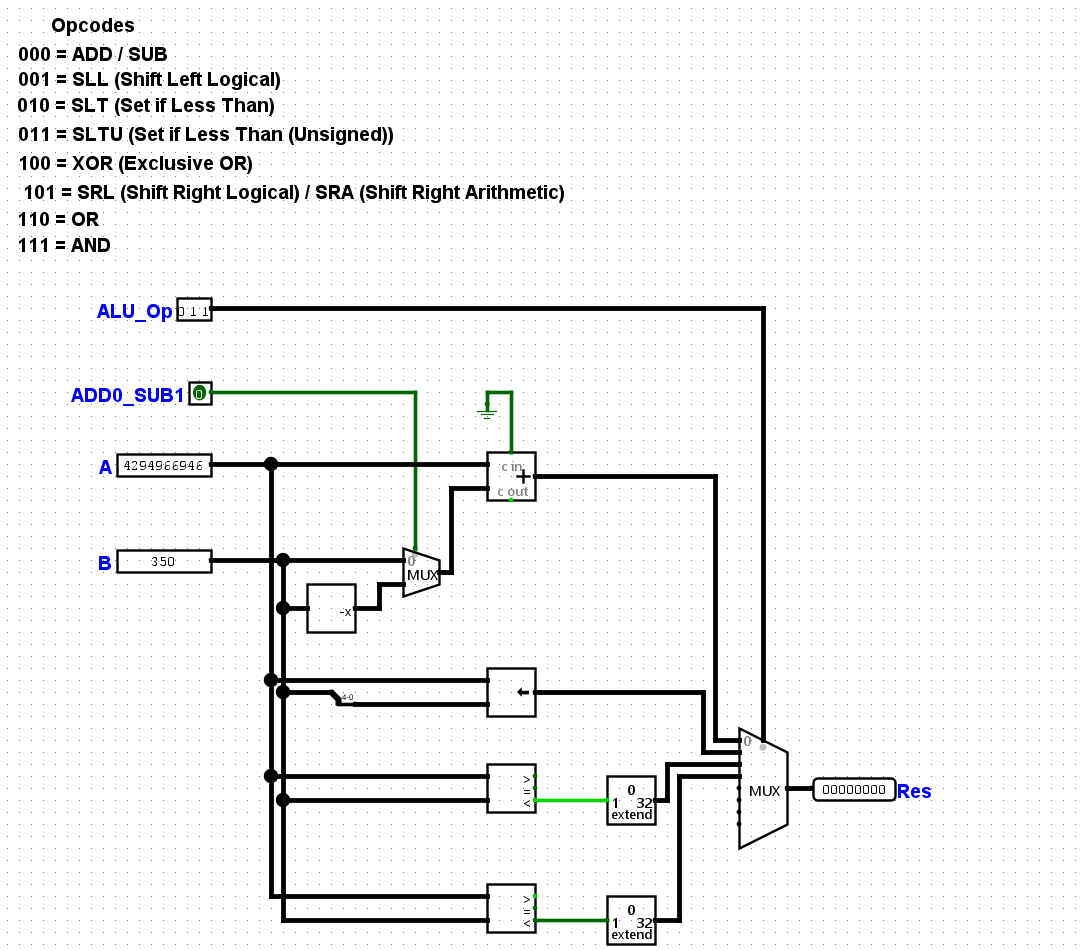 Opcodes
000 = ADD / SUB
001 = SLL (Shift Left Logical)
010 = SLT (Set if Less Than)
011 = SLTU (Set if Less Than (Unsigned))
100 = XOR (Exclusive OR)
101 = SRL (Shift Right Logical) / SRA (Shift Right Arithmetic)
110 = OR
111 = AND
ALU_Op 0 1 1
ADD0_SUB1 0
A 4294966946
c in
+
c out
B 350
0
MUX
-x
4-0
←
>
=
<
0
1 32
extend
0
MUX
00000000 Res
>
=
<
0
1 32
extend